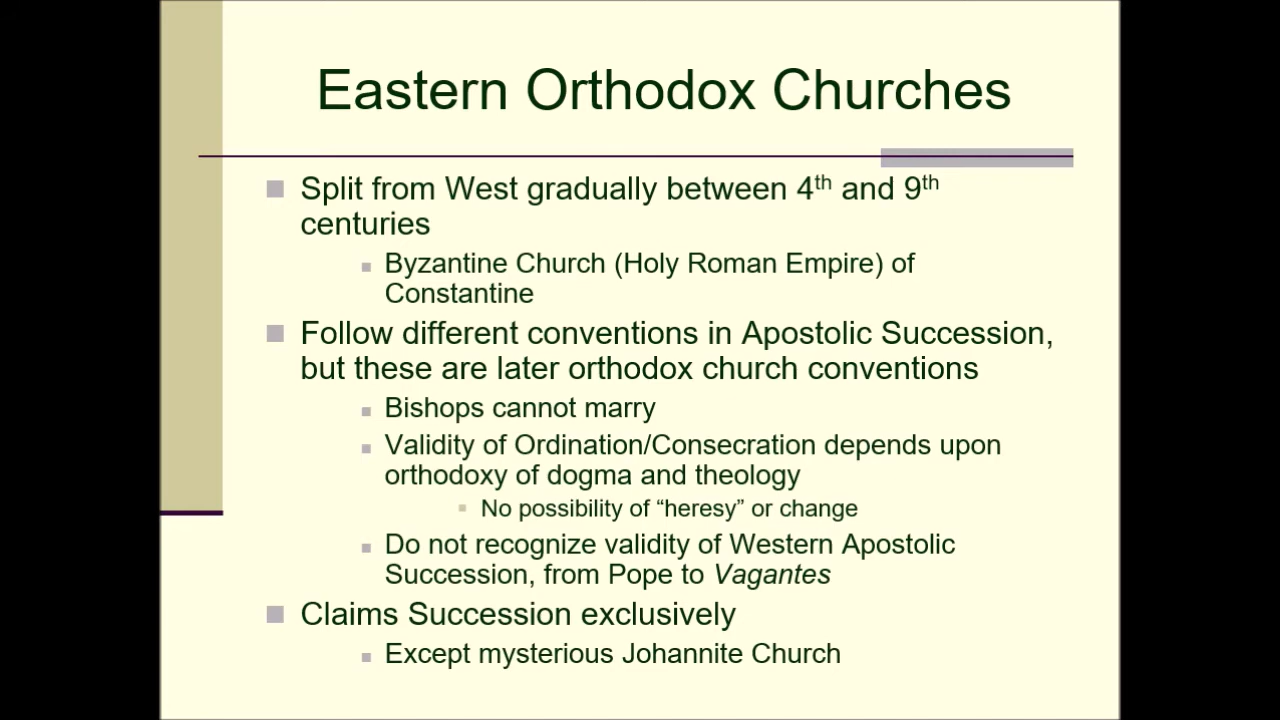 Eastern Orthodox Churches
Split from West gradually between 4th and 9th
centuries
Byzantine Church (Holy Roman Empire) of
Constantine
Follow different conventions in Apostolic Succession,
but these are later orthodox church conventions
Bishops cannot marry
Validity of Ordination/Consecration depends upon
orthodoxy of dogma and theology
No possibility of “heresy” or change
Do not recognize validity of Western Apostolic
Succession, from Pope to Vagantes
Claims Succession exclusively
Except mysterious Johannite Church